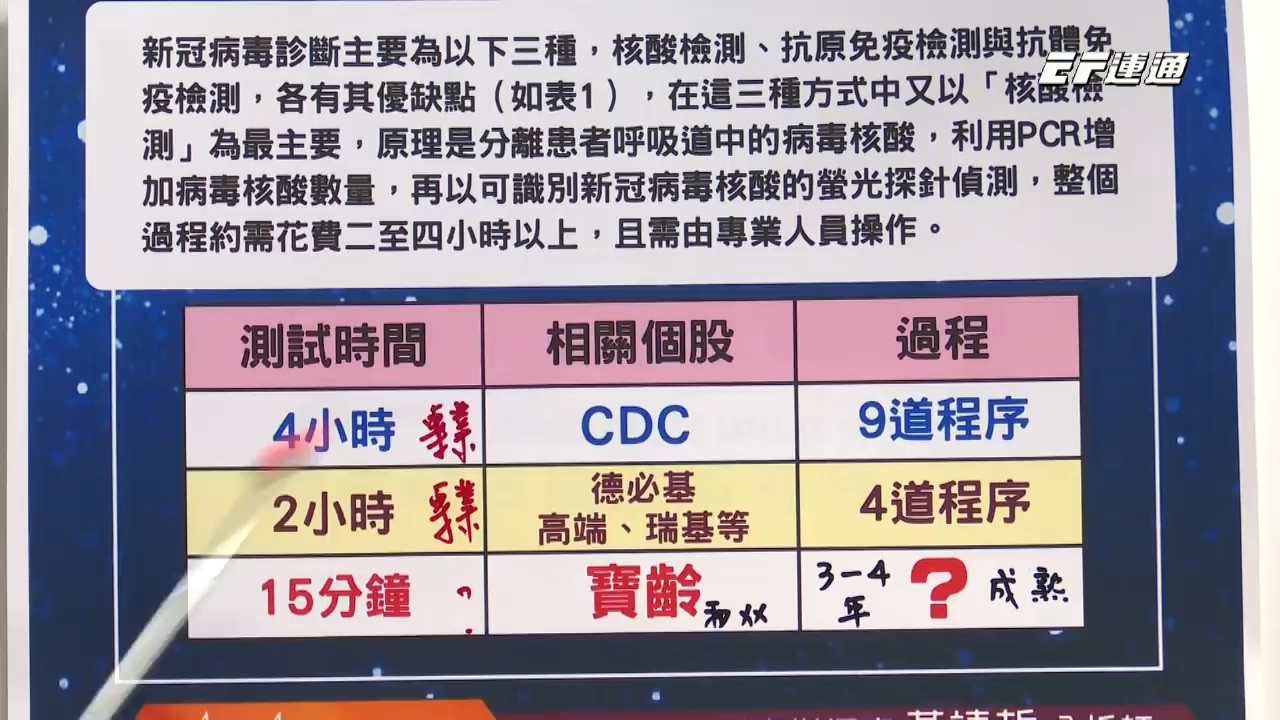 新冠病毒診斷主要為以下三種，核酸檢測、抗原免疫檢測與抗體免
疫檢測，各有其優缺點（如表1），在這三種方式中又以「核酸檢
測」為最主要，原理是分離患者呼吸道中的病毒核酸，利用PCR增
加病毒核酸數量，再以可識別新冠病毒核酸的螢光探針偵測，整個
過程約需花費二至四小時以上，且需由專業人員操作。
運通
測試時間 相關個股 過程
4小時 專業 CDC 9道程序
2小時 專業 德必基 4道程序
高端、瑞基等
15分鐘 ? 寶齡 和XX 3-4年 ? 成熟